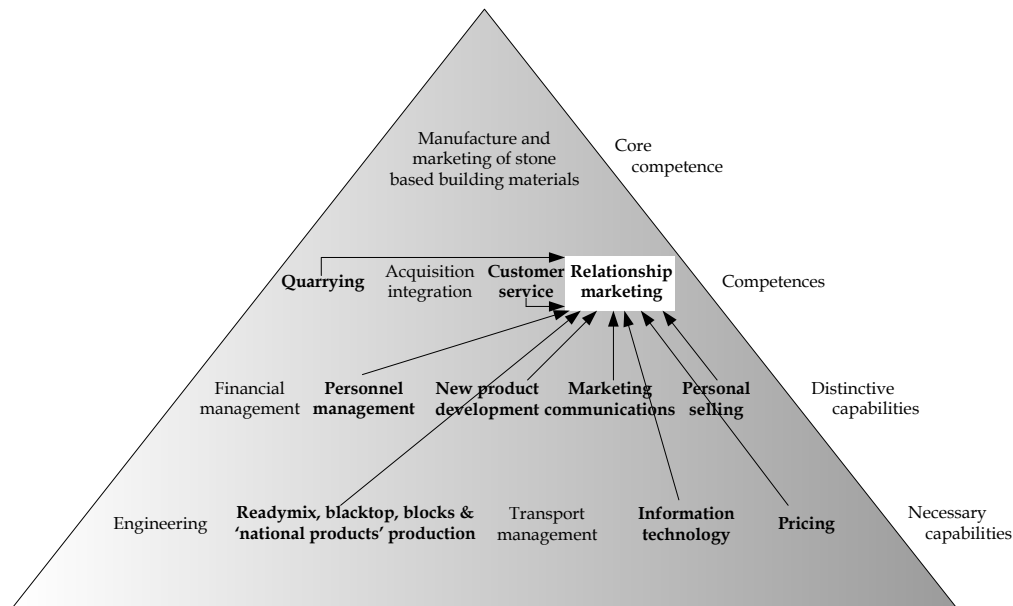 Manufacture and
marketing of stone
based building materials
Core
competence
Quarrying
Acquisition
integration
Customer
service
Relationship
marketing
Competences
Financial
management
Personnel
management
New product
development
Marketing
communications
Personal
selling
Distinctive
capabilities
Engineering
Readymix, blacktop, blocks &
‘national products’ production
Transport
management
Information
technology
Pricing
Necessary
capabilities